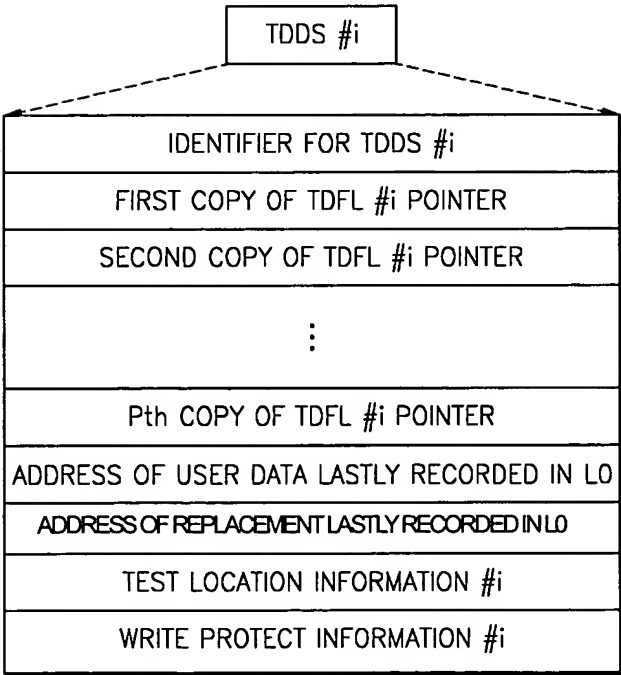 TDDS #i
IDENTIFIER FOR TDDS #i
FIRST COPY OF TDFL #i POINTER
SECOND COPY OF TDFL #i POINTER
⋮
Pth COPY OF TDFL #i POINTER
ADDRESS OF USER DATA LASTLY RECORDED IN L0
ADDRESS OF REPLACEMENT LASTLY RECORDED IN L0
TEST LOCATION INFORMATION #i
WRITE PROTECT INFORMATION #i